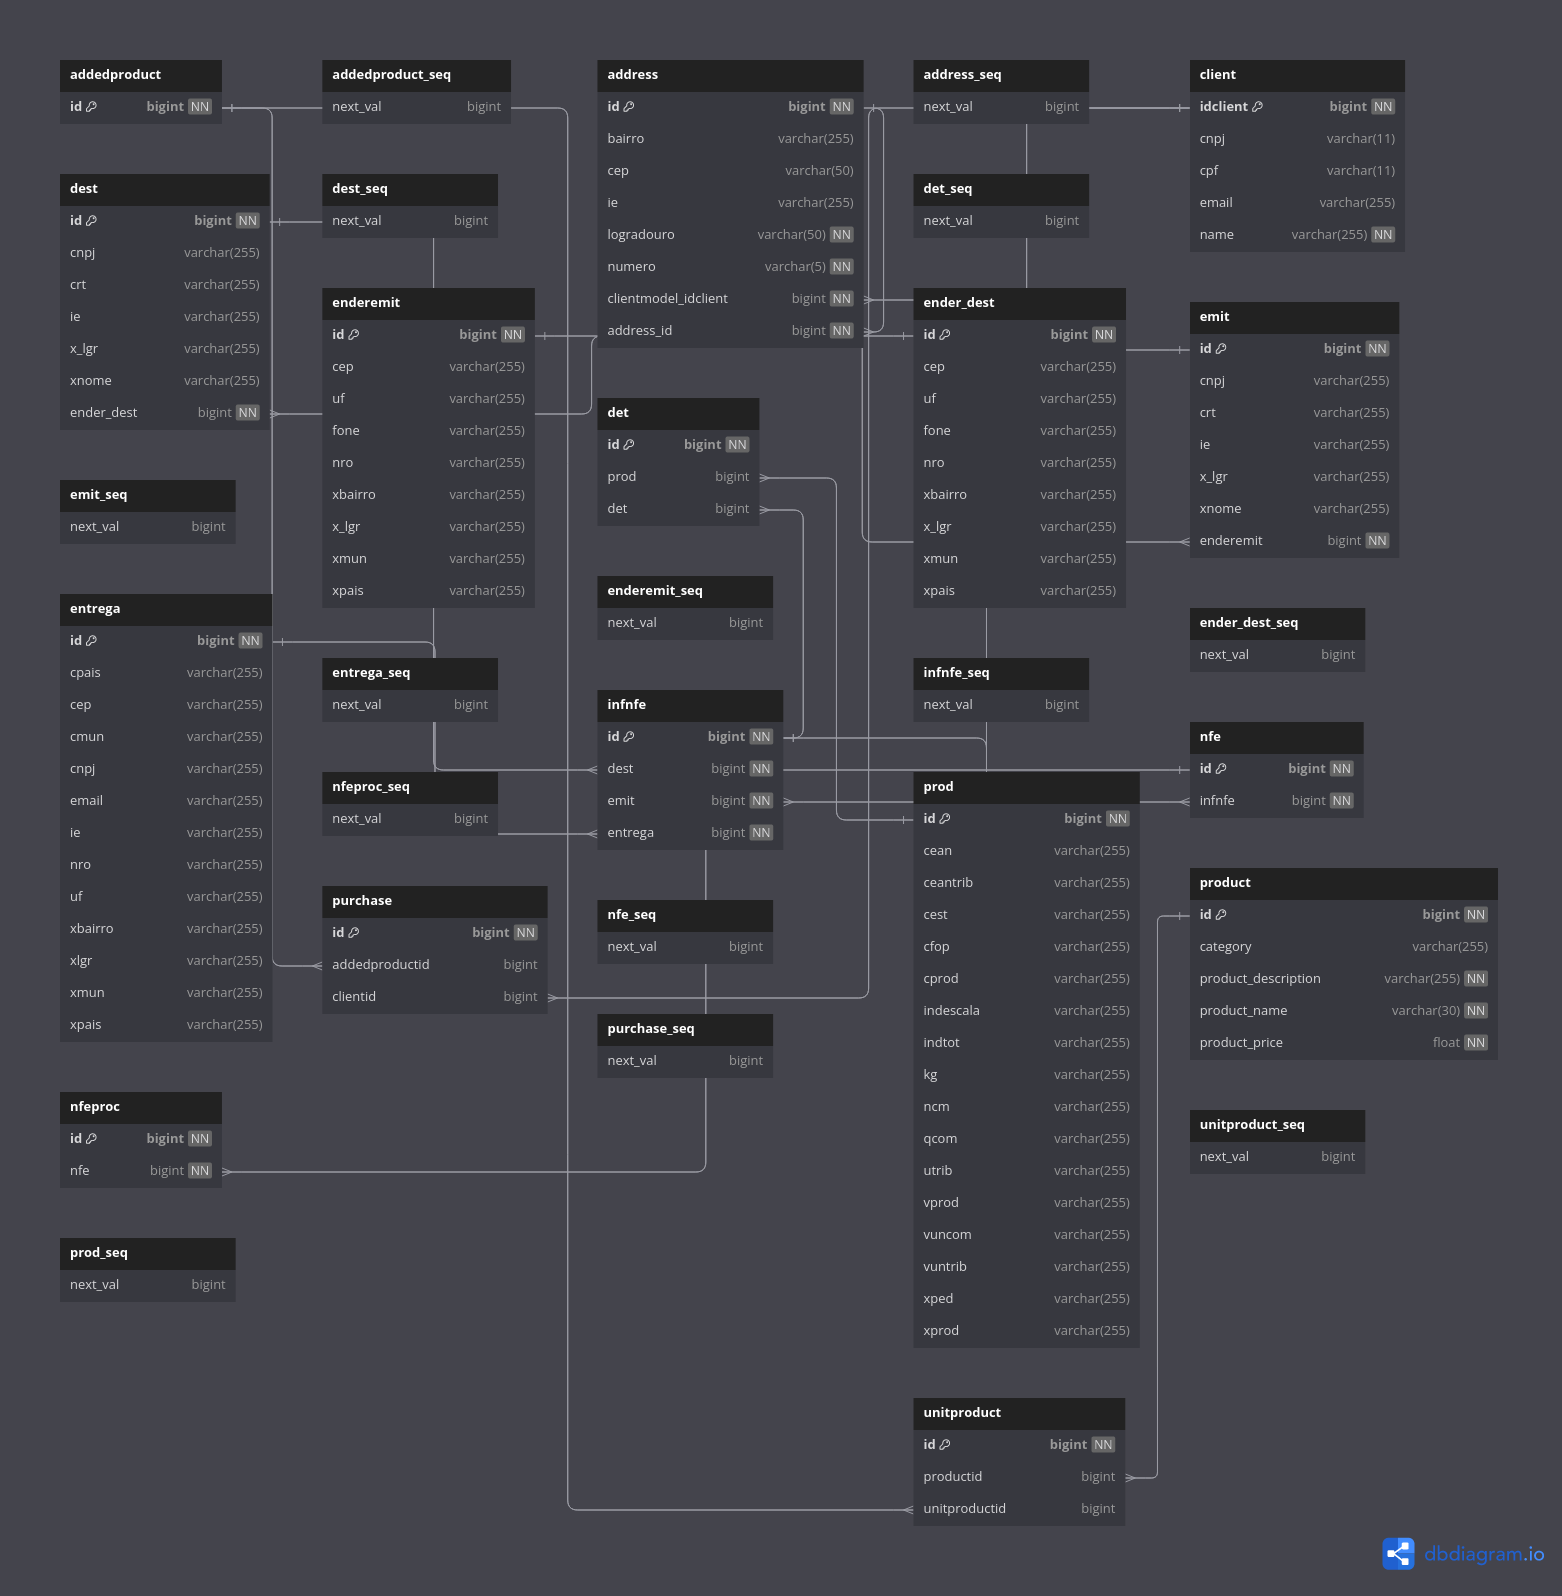 addedproduct
id bigint NN
addedproduct_seq
next_val bigint
address
id bigint NN
bairro varchar(255)
cep varchar(50)
ie varchar(255)
logradouro varchar(50) NN
numero varchar(5) NN
clientmodel_idclient bigint NN
address_id bigint NN
address_seq
next_val bigint
client
idclient bigint NN
cnpj varchar(11)
cpf varchar(11)
email varchar(255)
name varchar(255) NN
dest
id bigint NN
cnpj varchar(255)
crt varchar(255)
ie varchar(255)
x_lgr varchar(255)
xnome varchar(255)
ender_dest bigint NN
dest_seq
next_val bigint
det_seq
next_val bigint
enderemit
id bigint NN
cep varchar(255)
uf varchar(255)
fone varchar(255)
nro varchar(255)
xbairro varchar(255)
x_lgr varchar(255)
xmun varchar(255)
xpais varchar(255)
ender_dest
id bigint NN
cep varchar(255)
uf varchar(255)
fone varchar(255)
nro varchar(255)
xbairro varchar(255)
x_lgr varchar(255)
xmun varchar(255)
xpais varchar(255)
emit
id bigint NN
cnpj varchar(255)
crt varchar(255)
ie varchar(255)
x_lgr varchar(255)
xnome varchar(255)
enderemit bigint NN
det
id bigint NN
prod bigint
det bigint
emit_seq
next_val bigint
enderemit_seq
next_val bigint
ender_dest_seq
next_val bigint
entrega
id bigint NN
cpais varchar(255)
cep varchar(255)
cmun varchar(255)
cnpj varchar(255)
email varchar(255)
ie varchar(255)
nro varchar(255)
uf varchar(255)
xbairro varchar(255)
xlgr varchar(255)
xmun varchar(255)
xpais varchar(255)
entrega_seq
next_val bigint
infnfe
id bigint NN
dest bigint NN
emit bigint NN
entrega bigint NN
infnfe_seq
next_val bigint
nfe
id bigint NN
infnfe bigint NN
nfeproc_seq
next_val bigint
prod
id bigint NN
cean varchar(255)
ceantrib varchar(255)
cest varchar(255)
cfop varchar(255)
cprod varchar(255)
indescala varchar(255)
indtot varchar(255)
kg varchar(255)
ncm varchar(255)
qcom varchar(255)
utrib varchar(255)
vprod varchar(255)
vuncom varchar(255)
vuntrib varchar(255)
xped varchar(255)
xprod varchar(255)
product
id bigint NN
category varchar(255)
product_description varchar(255) NN
product_name varchar(30) NN
product_price float NN
purchase
id bigint NN
addedproductid bigint
clientid bigint
nfe_seq
next_val bigint
purchase_seq
next_val bigint
nfeproc
id bigint NN
nfe bigint NN
unitproduct_seq
next_val bigint
prod_seq
next_val bigint
unitproduct
id bigint NN
productid bigint
unitproductid bigint
dbdiagram.io